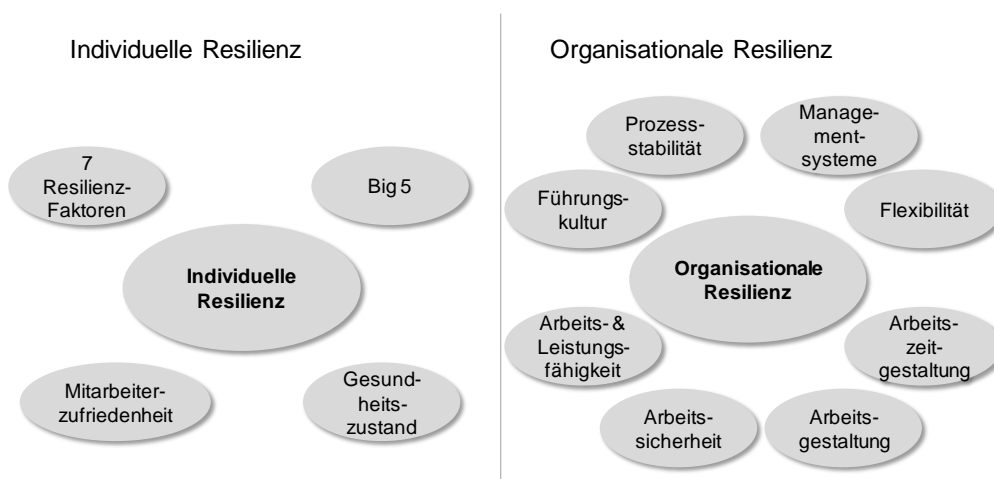 Individuelle Resilienz
7
Resilienz-
Faktoren
Big 5
Individuelle
Resilienz
Mitarbeiter-
zufriedenheit
Gesund-
heits-
zustand
Organisationale Resilienz
Prozess-
stabilität
Manage-
ment-
systeme
Führungs-
kultur
Flexibilität
Organisationale
Resilienz
Arbeits- &
Leistungs-
fähigkeit
Arbeits-
zeit-
gestaltung
Arbeits-
sicherheit
Arbeits-
gestaltung